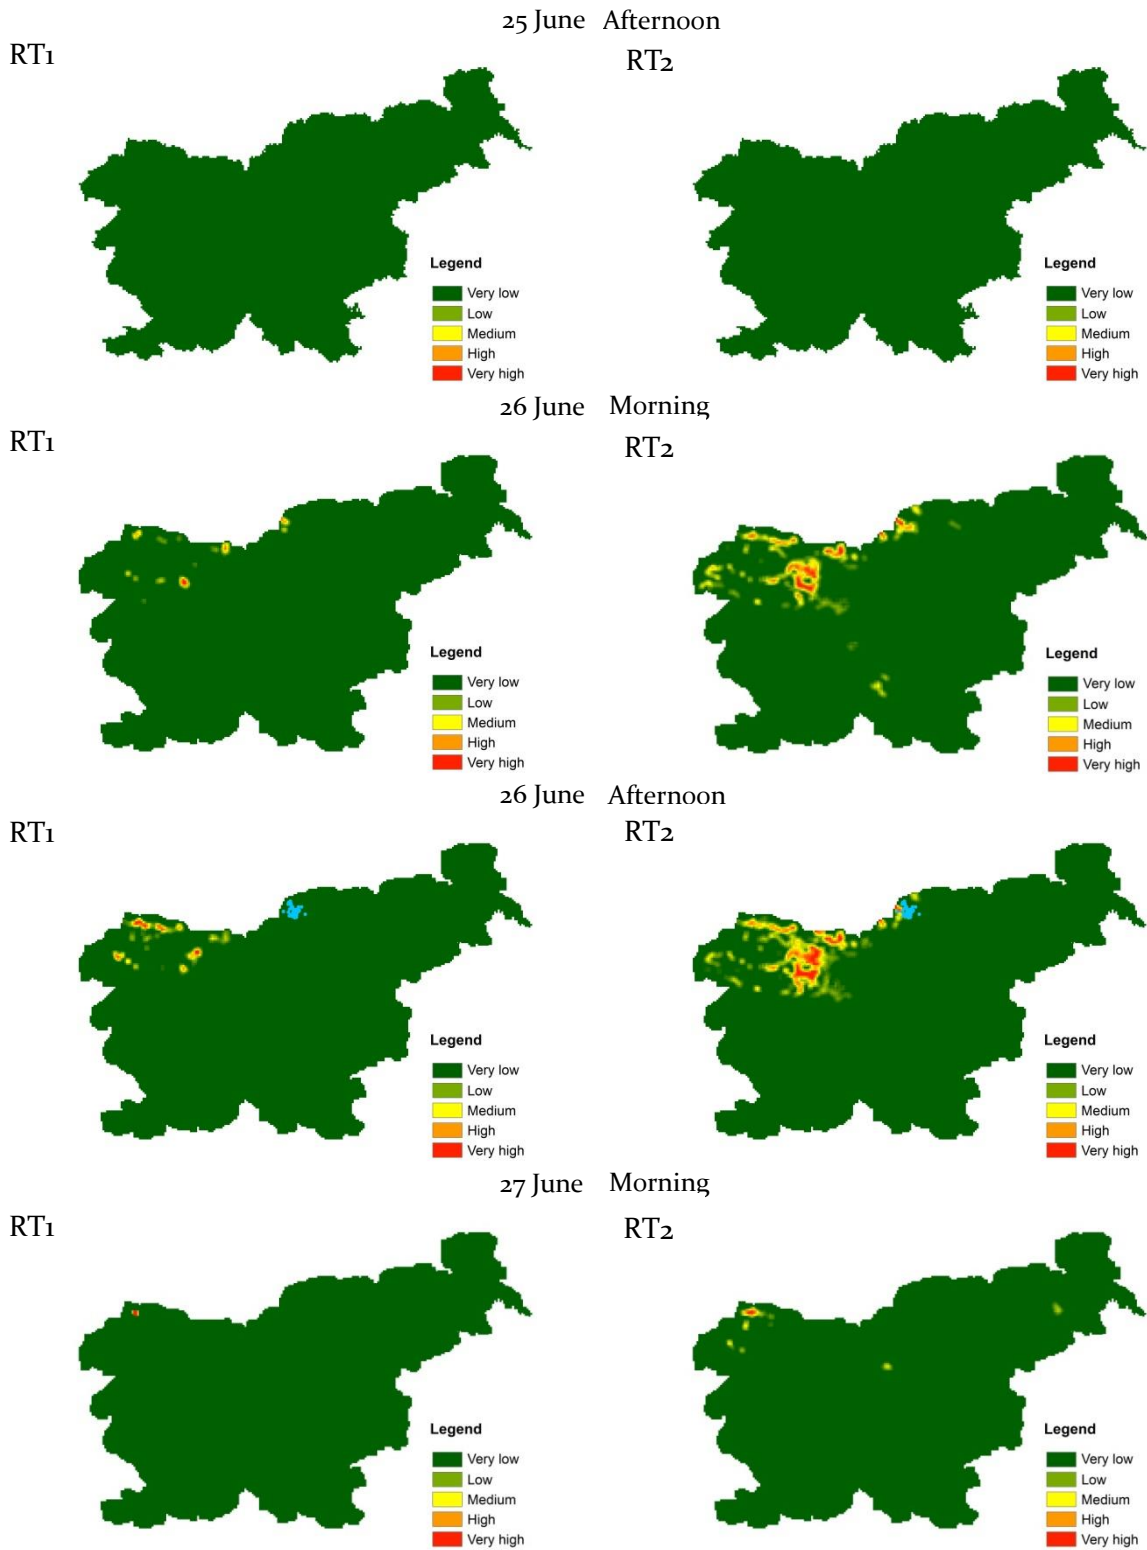 25 June Afternoon
RT1
RT2
Legend
Very low
Low
Medium
High
Very high
Legend
Very low
Low
Medium
High
Very high
26 June Morning
RT1
RT2
Legend
Very low
Low
Medium
High
Very high
Legend
Very low
Low
Medium
High
Very high
26 June Afternoon
RT1
RT2
Legend
Very low
Low
Medium
High
Very high
Legend
Very low
Low
Medium
High
Very high
27 June Morning
RT1
RT2
Legend
Very low
Low
Medium
High
Very high
Legend
Very low
Low
Medium
High
Very high